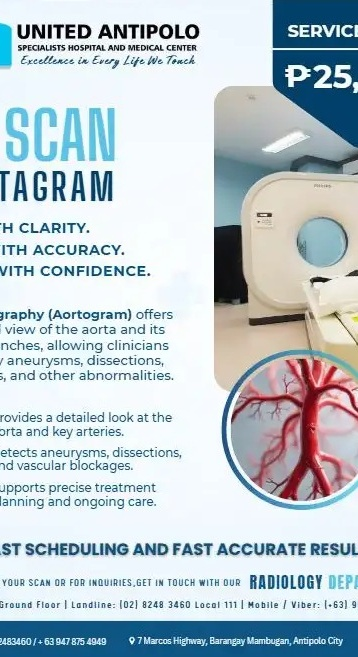 UNITED ANTIPOLO
SPECIALISTS HOSPITAL AND MEDICAL CENTER
Excellence in Every Life We Touch
SERVICE
₱25,
SCAN
TAGRAM
TH CLARITY.
ITH ACCURACY.
WITH CONFIDENCE.
graphy (Aortogram) offers
view of the aorta and its
nches, allowing clinicians
y aneurysms, dissections,
s, and other abnormalities.
rovides a detailed look at the
orta and key arteries.
etects aneurysms, dissections,
nd vascular blockages.
upports precise treatment
lanning and ongoing care.
AST SCHEDULING AND FAST ACCURATE RESUL
YOUR SCAN OR FOR INQUIRIES,GET IN TOUCH WITH OUR RADIOLOGY DEPA
Ground Floor | Landline: (02) 8248 3460 Local 111 | Mobile / Viber: (+63) 9
2483460 / + 63 947 875 4949 7 Marcos Highway, Barangay Mambugan, Antipolo City